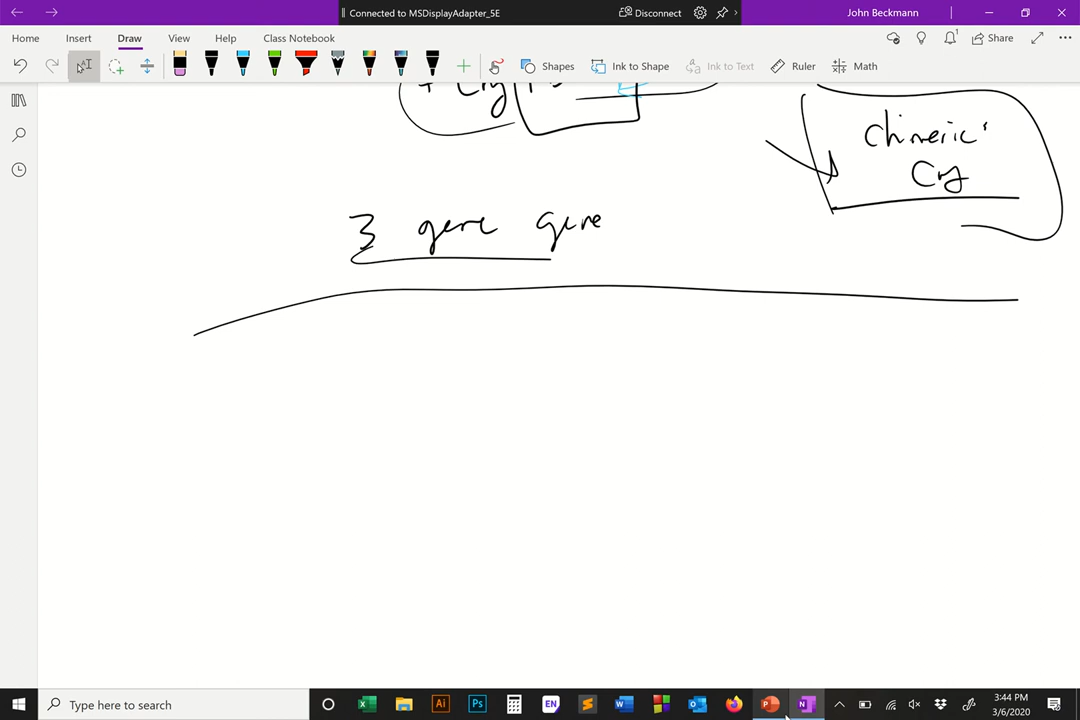 Connected to MSDisplayAdapter_5E
Disconnect
John Beckmann
Home Insert Draw View Help Class Notebook
Share
Shapes Ink to Shape Ink to Text Ruler Math
+ Cry
Chimeric
Cry
3 gene gene
Type here to search
3:44 PM
3/6/2020